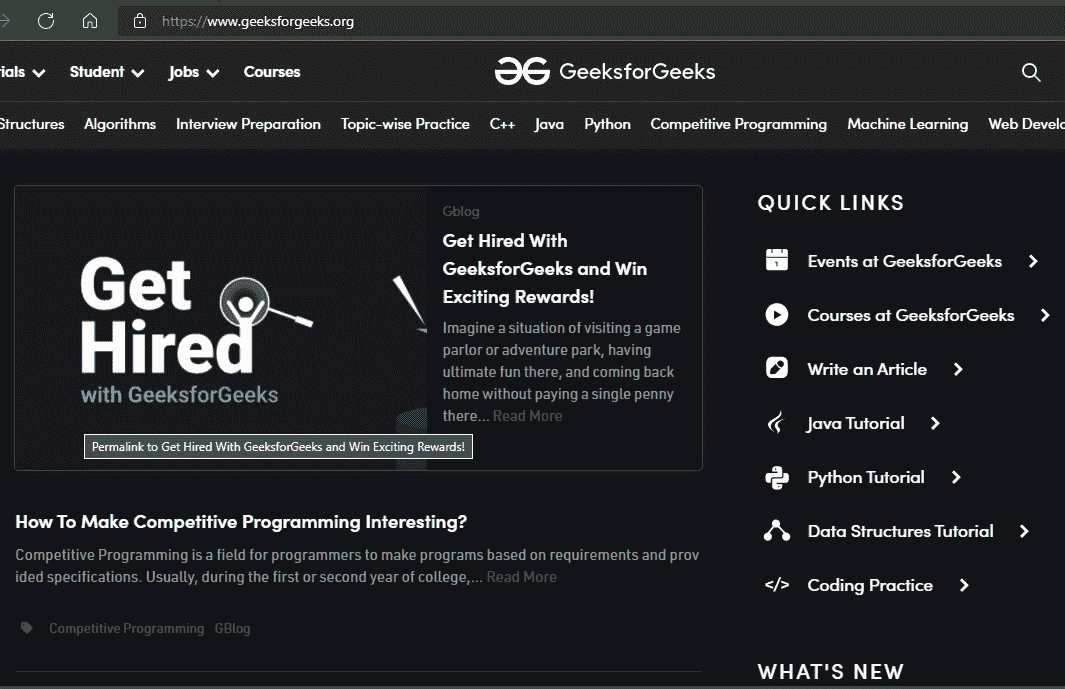 https://www.geeksforgeeks.org
ials Student Jobs Courses
GeeksforGeeks
Structures Algorithms Interview Preparation Topic-wise Practice C++ Java Python Competitive Programming Machine Learning Web Develo
Get
Hired
with GeeksforGeeks
Gblog
Get Hired With
GeeksforGeeks and Win
Exciting Rewards!
Imagine a situation of visiting a game
parlor or adventure park, having
ultimate fun there, and coming back
home without paying a single penny
there... Read More
Permalink to Get Hired With GeeksforGeeks and Win Exciting Rewards!
How To Make Competitive Programming Interesting?
Competitive Programming is a field for programmers to make programs based on requirements and prov
ided specifications. Usually, during the first or second year of college,... Read More
Competitive Programming GBlog
QUICK LINKS
1
Events at GeeksforGeeks
Courses at GeeksforGeeks
Write an Article
Java Tutorial
Python Tutorial
Data Structures Tutorial
</> Coding Practice
WHAT'S NEW